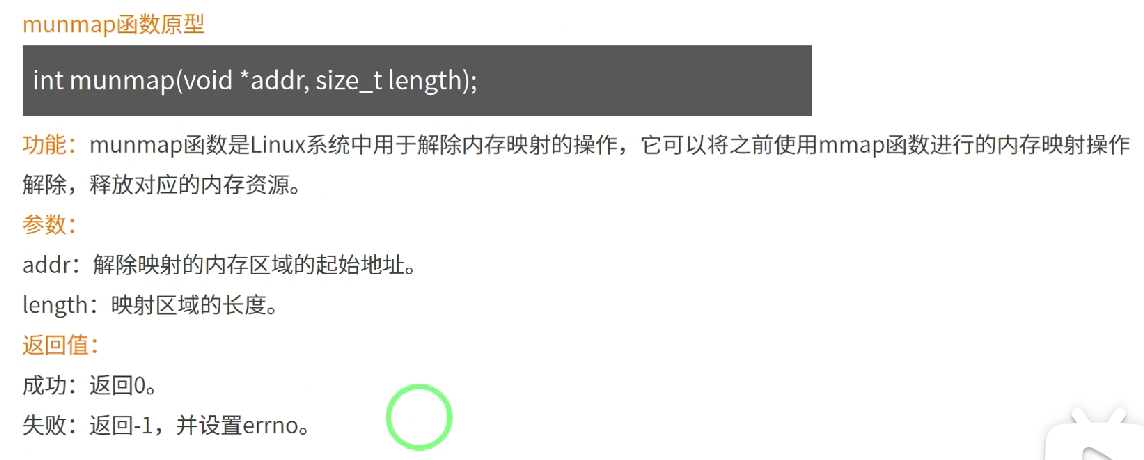 munmap函数原型
int munmap(void *addr, size_t length);
功能：munmap函数是Linux系统中用于解除内存映射的操作，它可以将之前使用mmap函数进行的内存映射操作
解除，释放对应的内存资源。
参数：
addr：解除映射的内存区域的起始地址。
length：映射区域的长度。
返回值：
成功：返回0。
失败：返回-1，并设置errno。